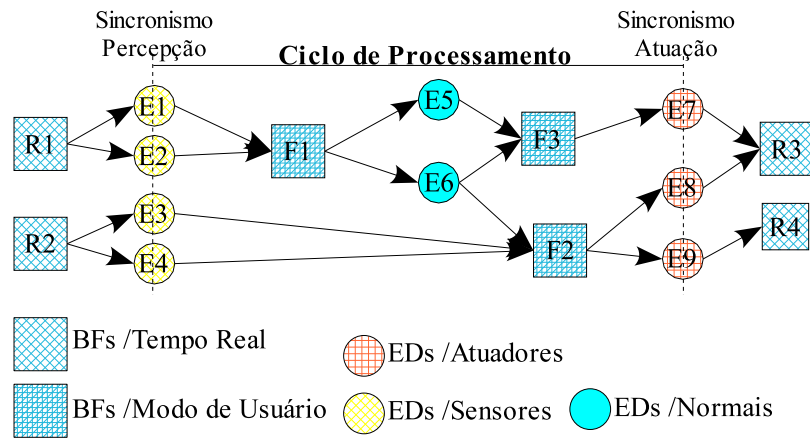 Sincronismo
Percepção
Ciclo de Processamento
Sincronismo
Atuação
E1
E5
E7
R1
E2
F1
F3
R3
E6
E8
E3
R2
R4
E4
F2
E9
BFs /Tempo Real
EDs /Atuadores
BFs /Modo de Usuário
EDs /Sensores
EDs /Normais